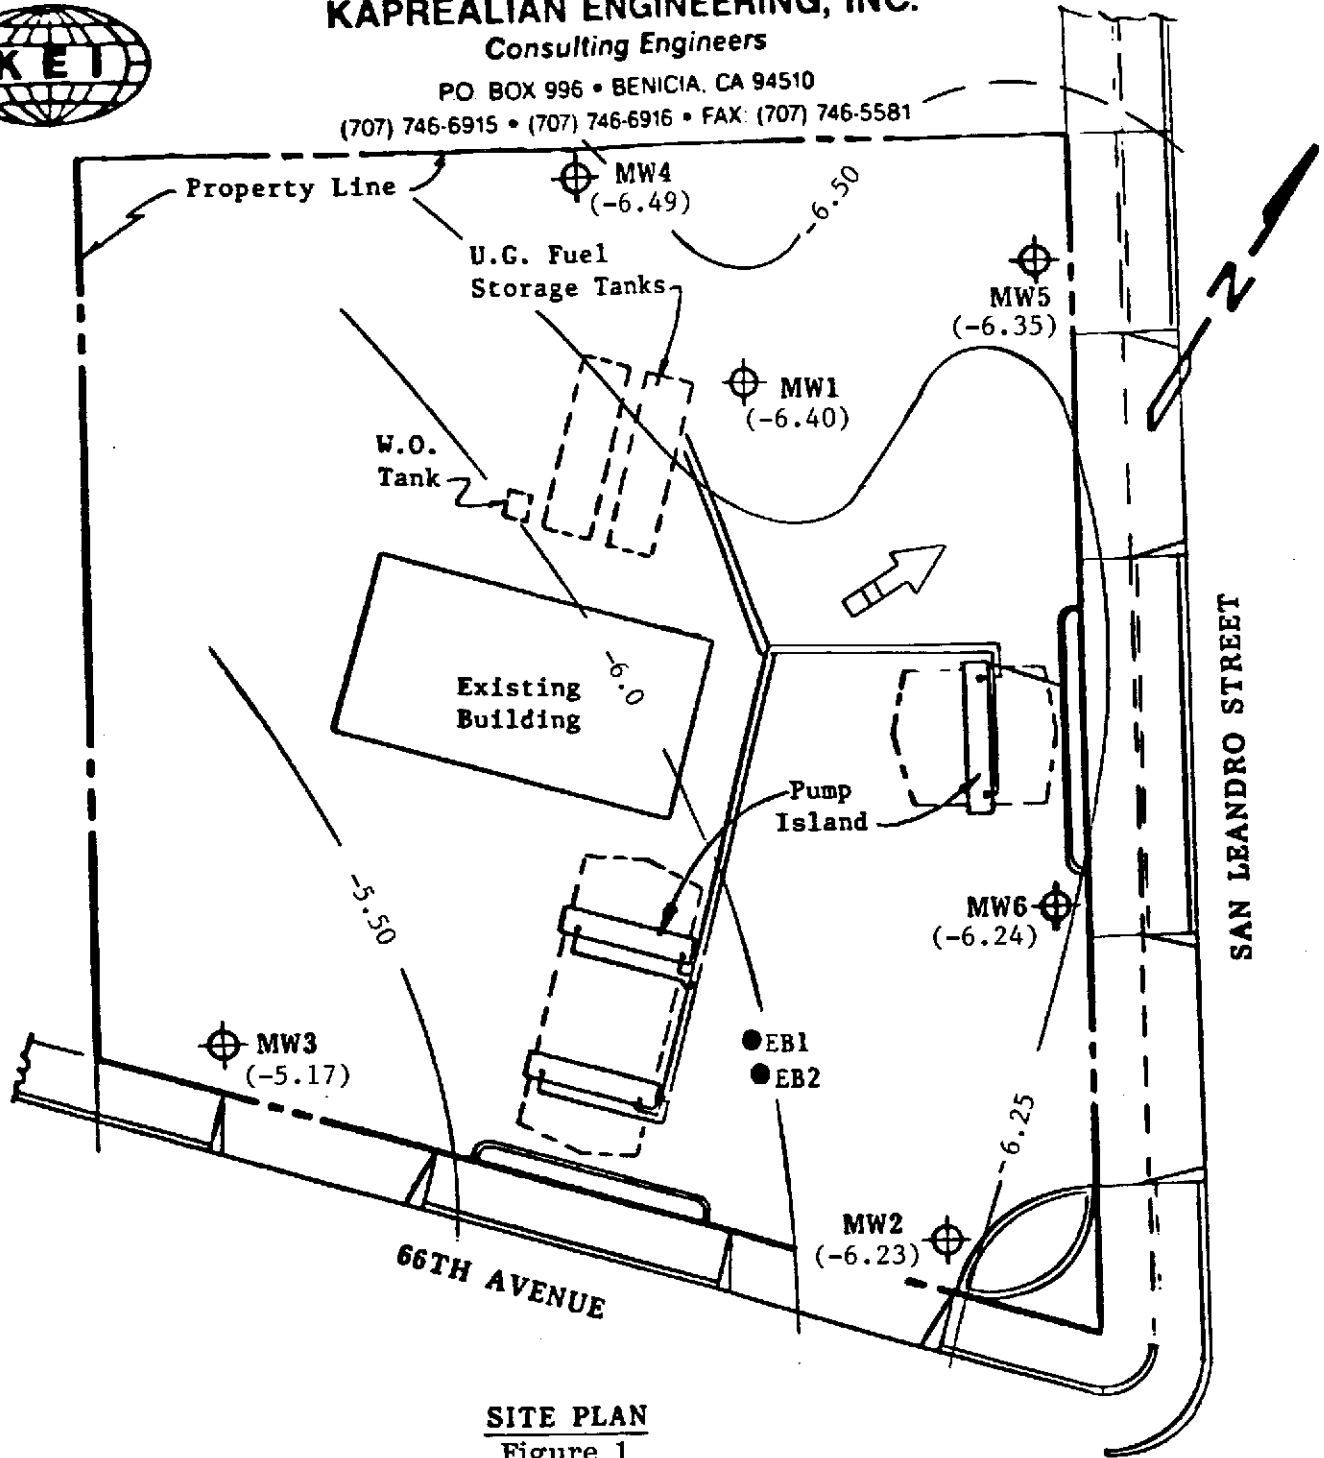 KAPREALIAN ENGINEERING, INC.
Consulting Engineers
PO BOX 996 • BENICIA, CA 94510
(707) 746-6915 • (707) 746-6916 • FAX: (707) 746-5581
KEI
Property Line
MW4
(-6.49)
-6.50
U.G. Fuel
Storage Tanks
MW5
(-6.35)
N
MW1
(-6.40)
W.O.
Tank
-6.0
Existing
Building
Pump
Island
SAN LEANDRO STREET
-5.50
MW6
(-6.24)
MW3
(-5.17)
EB1
EB2
-6.25
MW2
(-6.23)
66TH AVENUE
SITE PLAN
Figure 1